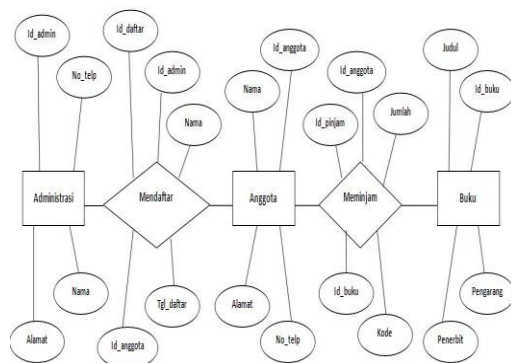 Id_admin
No_telp
Administrasi
Alamat
Nama
Id_daftar
Id_admin
Nama
Mendaftar
Id_anggota
Tgl_daftar
Nama
Id_anggota
Anggota
Alamat
No_telp
Id_anggota
Id_pinjam
Jumlah
Meminjam
Id_buku
Kode
Judul
Id_buku
Buku
Penerbit
Pengarang